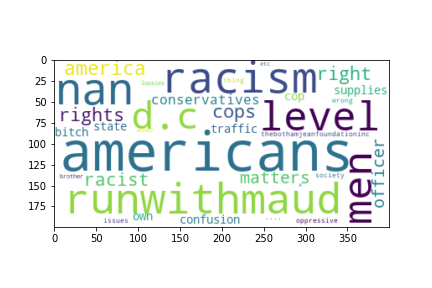 0
25
50
75
100
125
150
175
0 50 100 150 200 250 300 350
america racism etc right
looses thing
nan conservatives cop supplies
wrong
rights d.c cops level
bitch state traffic thebothamjeanfoundationinc
americans
brother racist matters society men officer
runwithmaud
issues own confusion .... oppressive